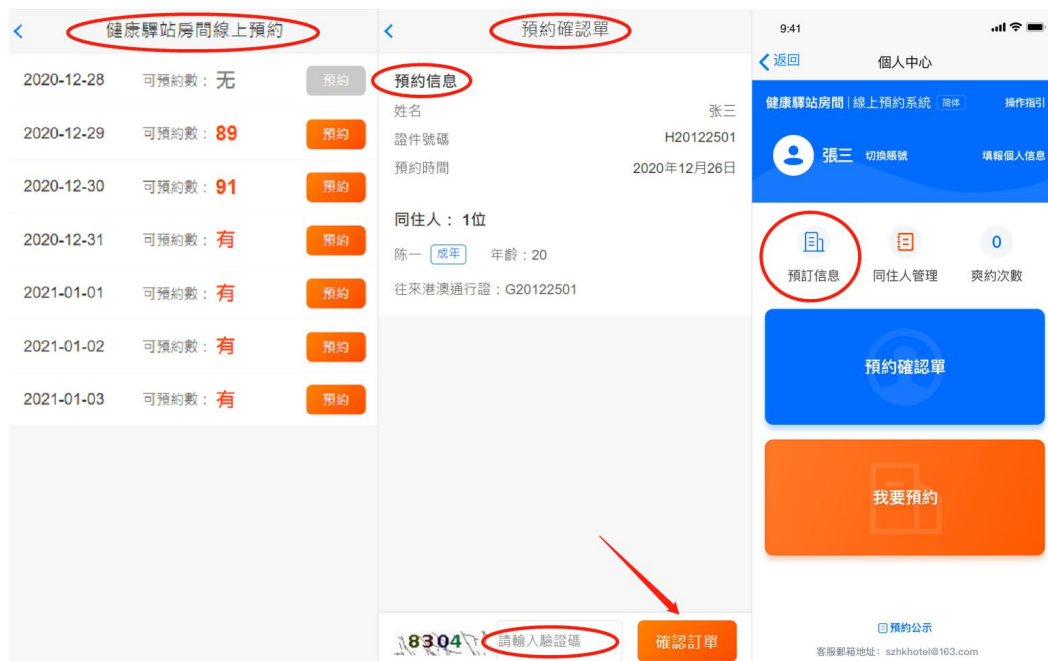 健康驛站房間線上預約
2020-12-28 可預約數：无 預約
2020-12-29 可預約數：89 預約
2020-12-30 可預約數：91 預約
2020-12-31 可預約數：有 預約
2021-01-01 可預約數：有 預約
2021-01-02 可預約數：有 預約
2021-01-03 可預約數：有 預約
預約確認單
預約信息
姓名 张三
證件號碼 H20122501
預約時間 2020年12月26日
同住人：1位
陈一 成年 年齡：20
往來港澳通行證：G20122501
8304 請輸入驗證碼 確認訂單
9:41
返回 個人中心
健康驛站房間|線上預約系統 简体 操作指引
張三 切換賬號 填報個人信息
0
預訂信息 同住人管理 爽約次數
預約確認單
我要預約
預約公示
客服郵箱地址：szhkhotel@163.com